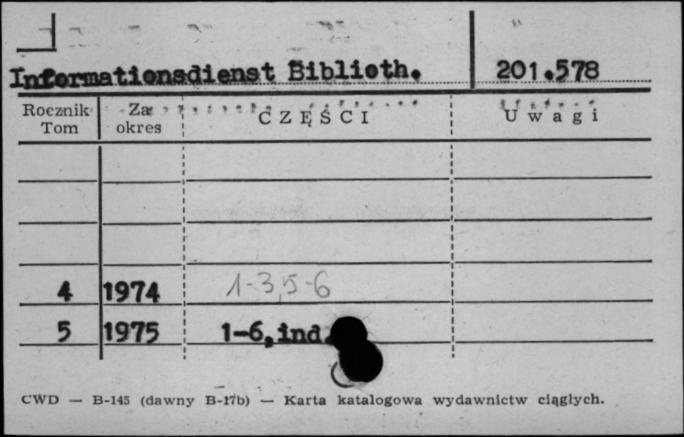 Informationsdienst Biblioth. 201.578
Rocznik Tom Za okres CZĘŚCI Uwagi
4 1974 1-3,5-6
5 1975 1-6,ind.
CWD — B-145 (dawny B-17b) — Karta katalogowa wydawnictw ciągłych.